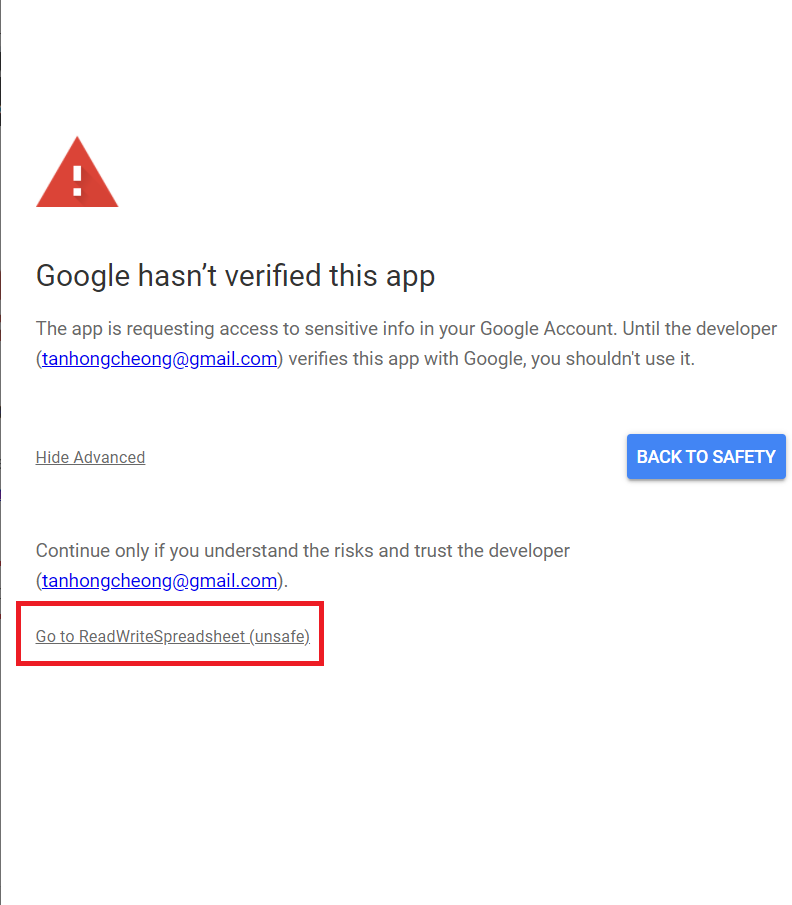 Google hasn’t verified this app
The app is requesting access to sensitive info in your Google Account. Until the developer
(tanhongcheong@gmail.com) verifies this app with Google, you shouldn't use it.
Hide Advanced
BACK TO SAFETY
Continue only if you understand the risks and trust the developer
(tanhongcheong@gmail.com).
Go to ReadWriteSpreadsheet (unsafe)